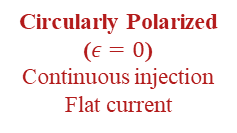 Circularly Polarized
(ϵ = 0)
Continuous injection
Flat current